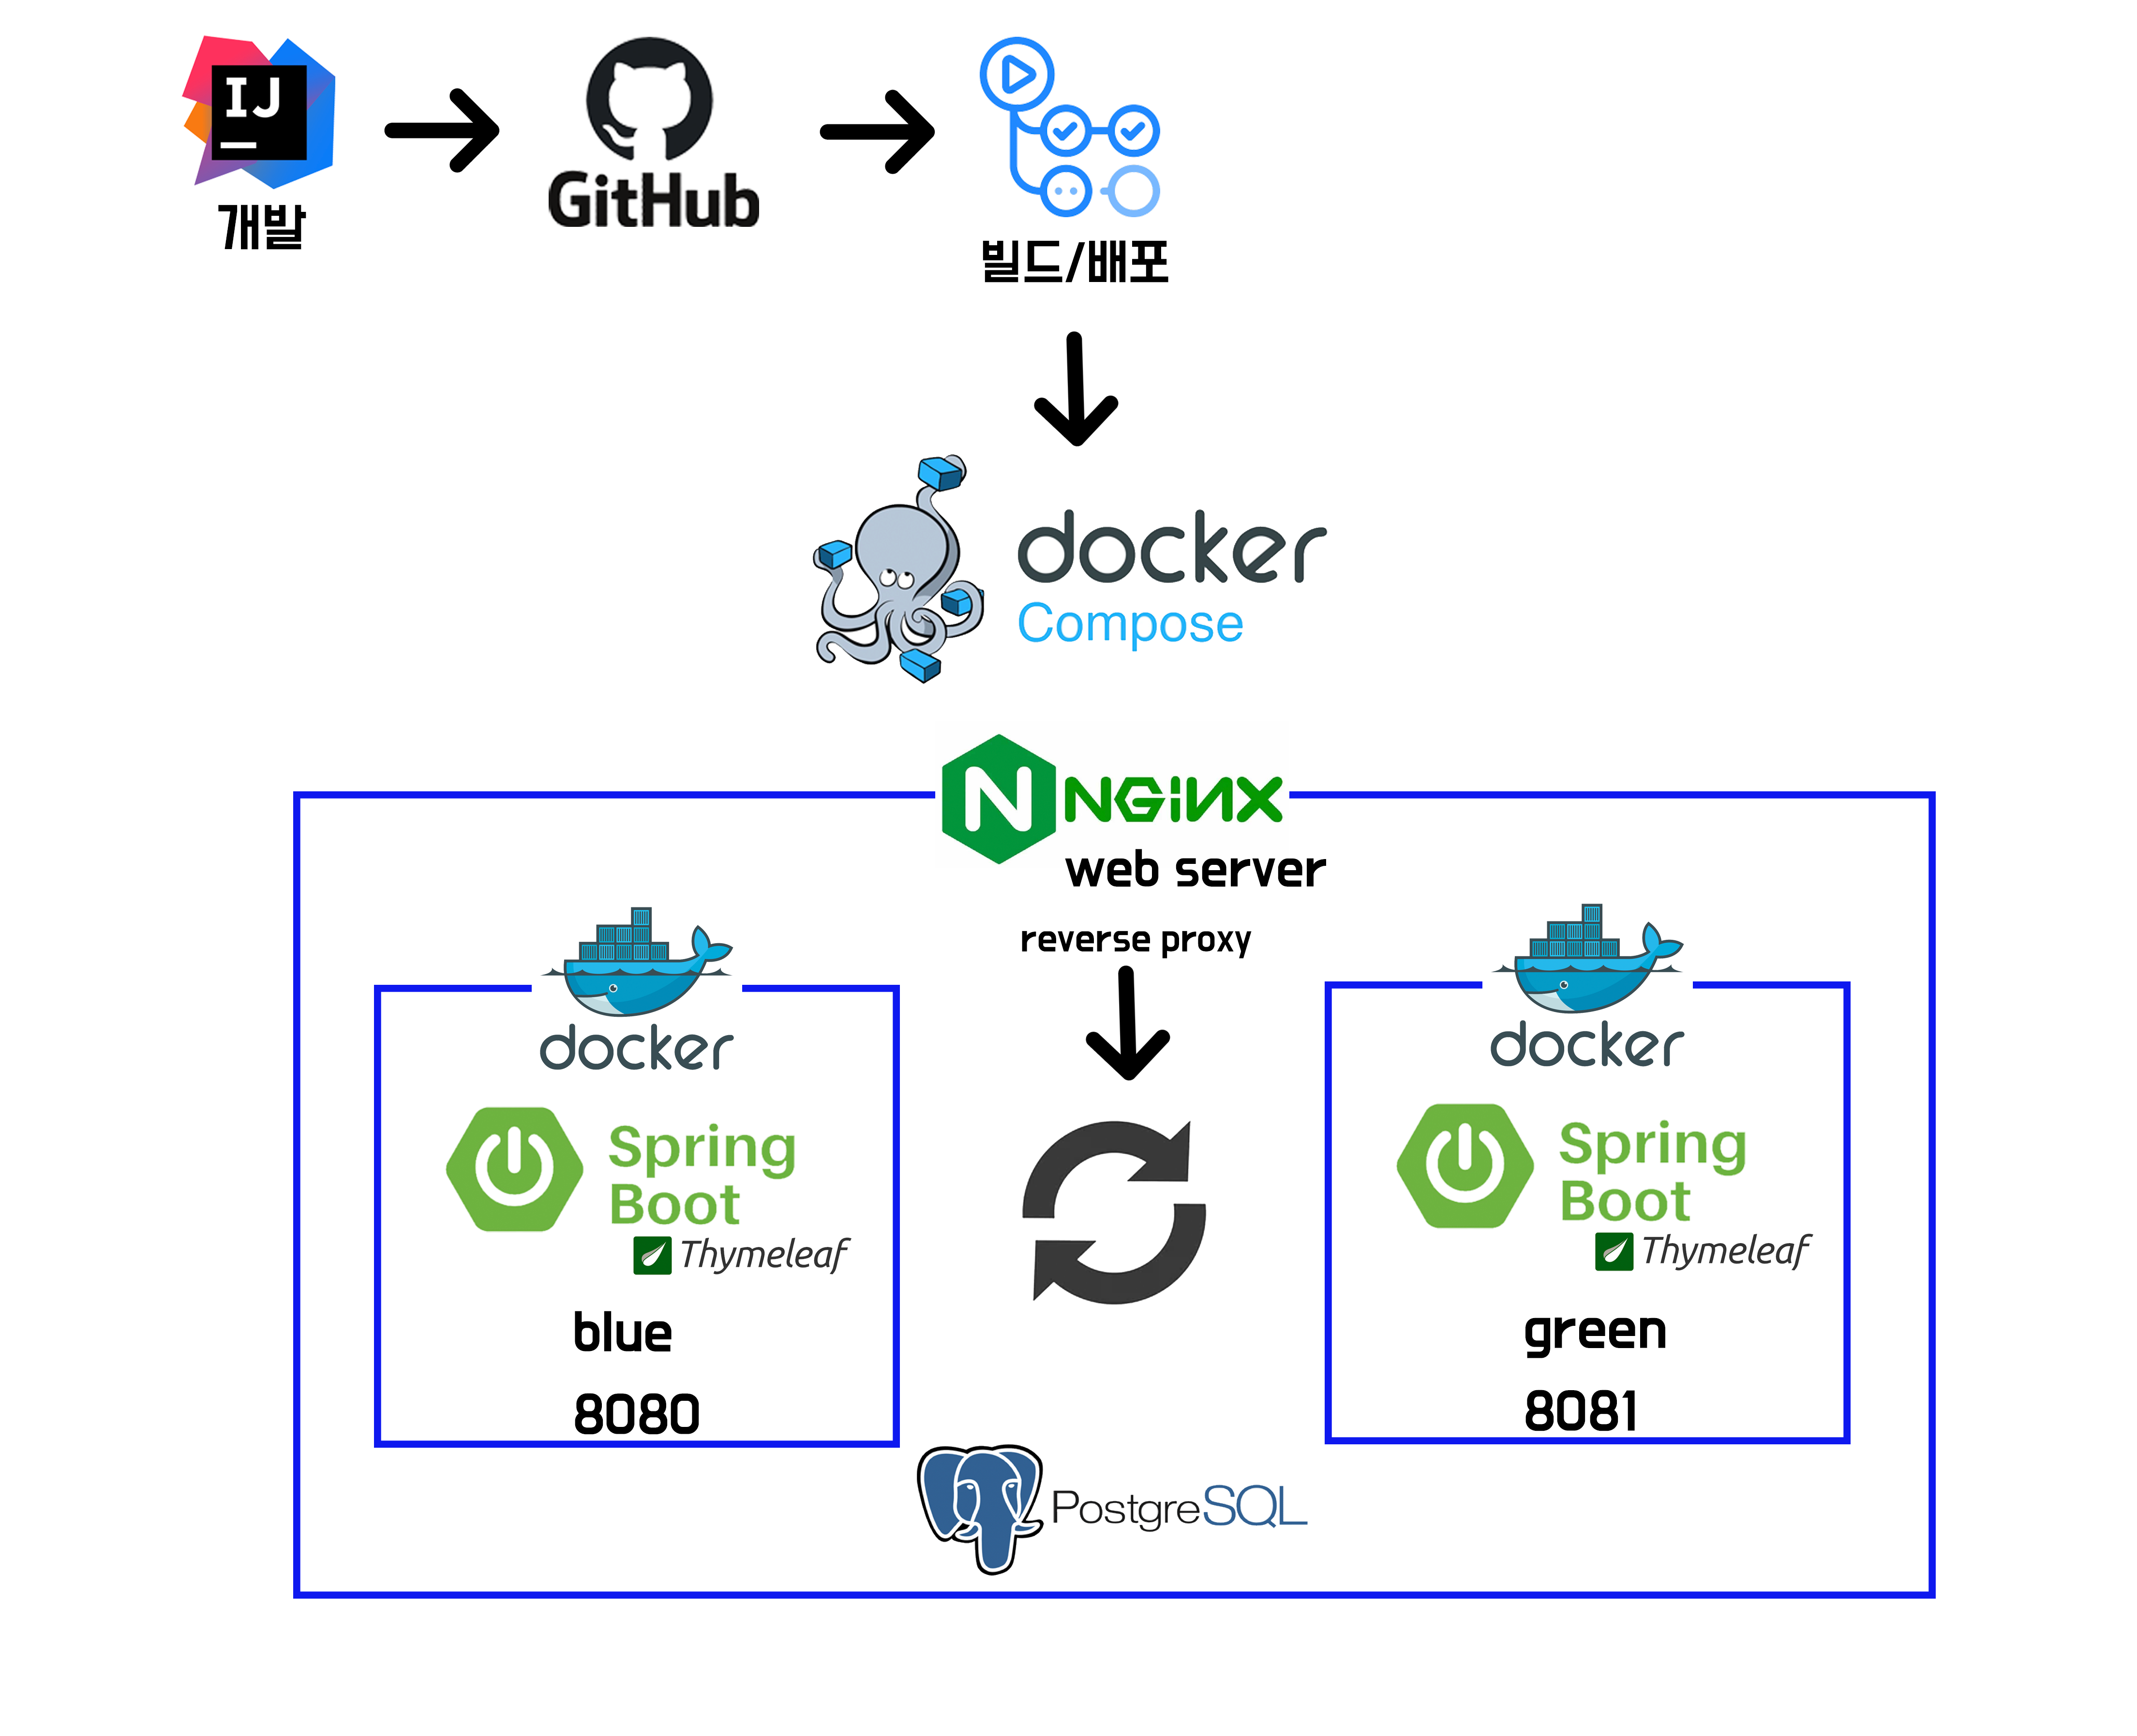 IJ
개발
GitHub
빌드/배포
docker
Compose
N NGINX
web server
reverse proxy
docker
Spring
Boot
Thymeleaf
blue
8080
docker
Spring
Boot
Thymeleaf
green
8081
PostgreSQL